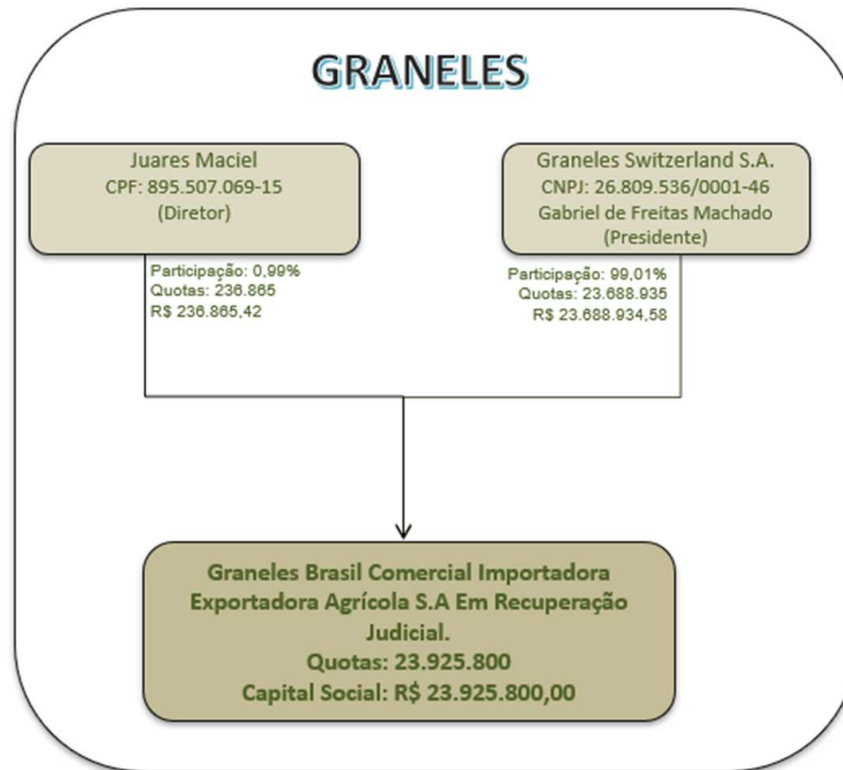 GRANELES
Juares Maciel
CPF: 895.507.069-15
(Diretor)
Graneles Switzerland S.A.
CNPJ: 26.809.536/0001-46
Gabriel de Freitas Machado
(Presidente)
Participação: 0,99%
Quotas: 236.865
R$ 236.865,42
Participação: 99,01%
Quotas: 23.688.935
R$ 23.688.934,58
Graneles Brasil Comercial Importadora
Exportadora Agrícola S.A Em Recuperação
Judicial.
Quotas: 23.925.800
Capital Social: R$ 23.925.800,00